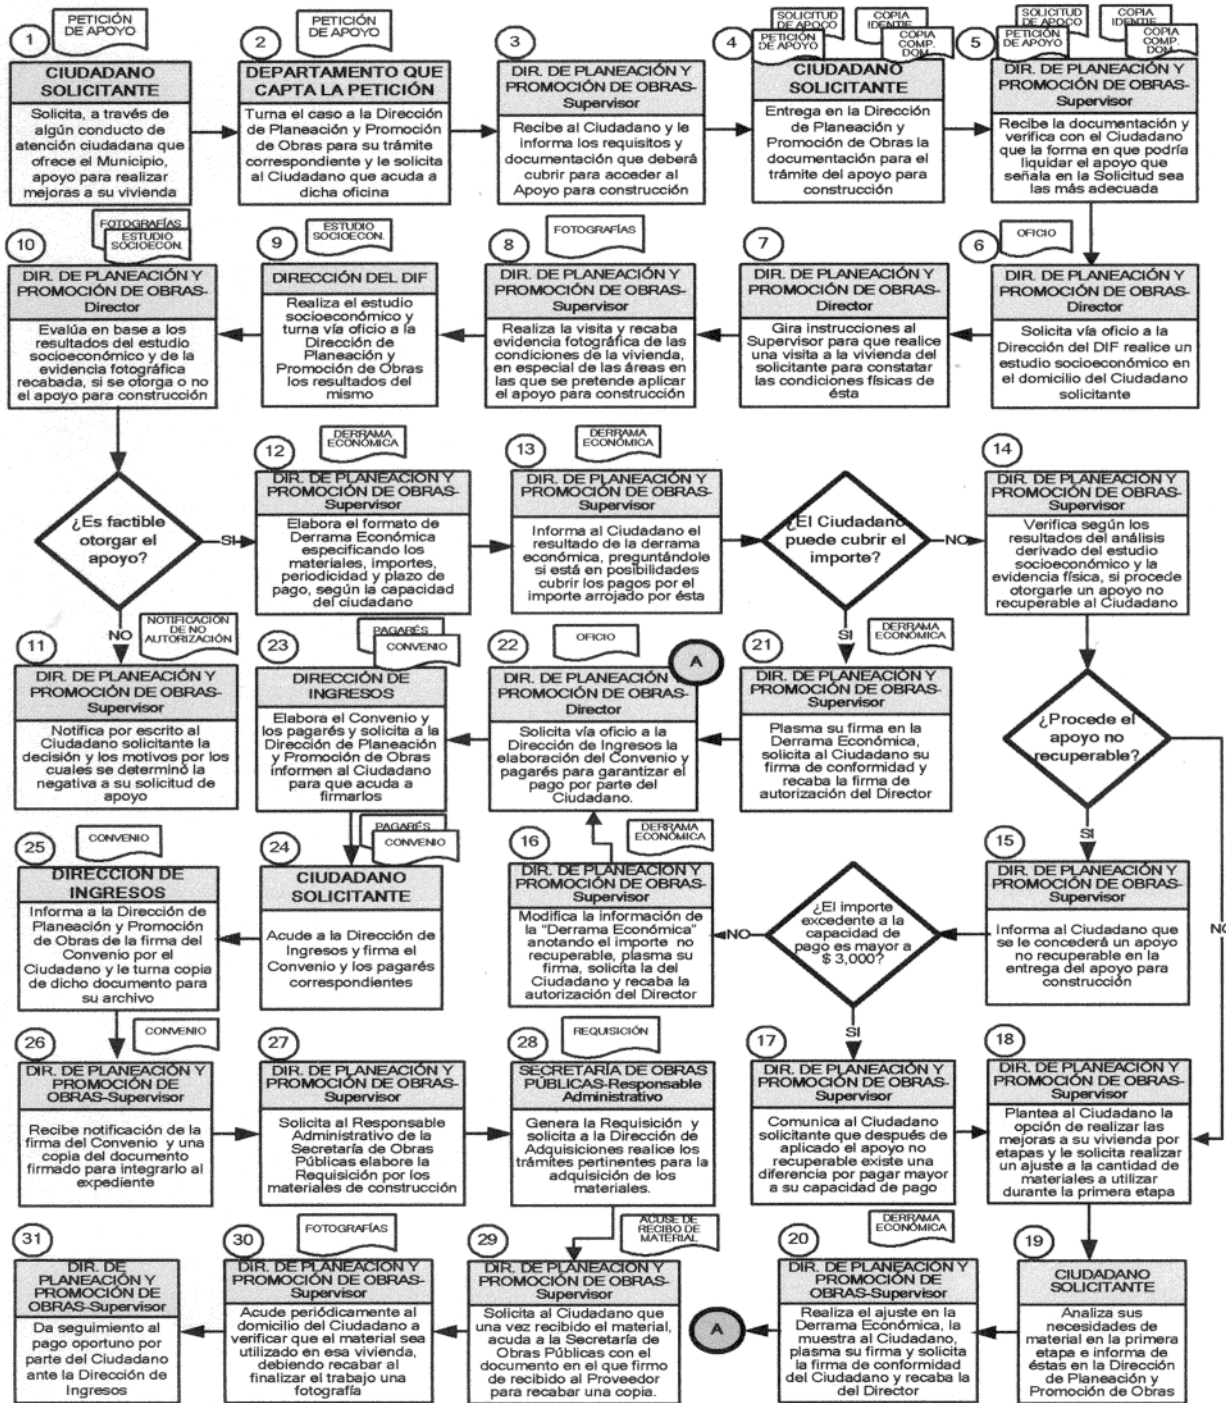 1
PETICIÓN
DE APOYO
CIUDADANO
SOLICITANTE
Solicita, a través de
algún conducto de
atención ciudadana que
ofrece el Municipio,
apoyo para realizar
mejoras a su vivienda
2
PETICIÓN
DE APOYO
DEPARTAMENTO QUE
CAPTA LA PETICIÓN
Turna el caso a la Dirección
de Planeación y Promoción
de Obras para su trámite
correspondiente y le solicita
al Ciudadano que acuda a
dicha oficina
3
DIR. DE PLANEACIÓN Y
PROMOCIÓN DE OBRAS-
Supervisor
Recibe al Ciudadano y le
informa los requisitos y
documentación que deberá
cubrir para acceder al
Apoyo para construcción
4
SOLICITUD
DE APOCO
PETICIÓN
DE APOYO
COPIA
IDENTIF.
COPIA
COMP.
DOM.
CIUDADANO
SOLICITANTE
Entrega en la Dirección
de Planeación y
Promoción de Obras la
documentación para el
trámite del apoyo para
construcción
5
SOLICITUD
DE APOCO
PETICIÓN
DE APOYO
COPIA
IDENTIF.
COPIA
COMP.
DOM.
DIR. DE PLANEACIÓN Y
PROMOCIÓN DE OBRAS-
Supervisor
Recibe la documentación y
verifica con el Ciudadano
que la forma en que podría
liquidar el apoyo que
señala en la Solicitud sea
las más adecuada
6
OFICIO
DIR. DE PLANEACIÓN Y
PROMOCIÓN DE OBRAS-
Director
Solicita vía oficio a la
Dirección del DIF realice un
estudio socioeconómico en
el domicilio del Ciudadano
solicitante
7
DIR. DE PLANEACIÓN Y
PROMOCIÓN DE OBRAS-
Director
Gira instrucciones al
Supervisor para que realice
una visita a la vivienda del
solicitante para constatar
las condiciones físicas de
ésta
8
FOTOGRAFÍAS
DIR. DE PLANEACIÓN Y
PROMOCIÓN DE OBRAS-
Supervisor
Realiza la visita y recaba
evidencia fotográfica de las
condiciones de la vivienda,
en especial de las áreas en
las que se pretende aplicar
el apoyo para construcción
9
ESTUDIO
SOCIOECON.
DIRECCIÓN DEL DIF
Realiza el estudio
socioeconómico y
turna vía oficio a la
Dirección de
Planeación y
Promoción de Obras
los resultados del
mismo
10
FOTOGRAFÍAS
ESTUDIO
SOCIOECON.
DIR. DE PLANEACIÓN Y
PROMOCIÓN DE OBRAS-
Director
Evalúa en base a los
resultados del estudio
socioeconómico y de la
evidencia fotográfica
recabada, si se otorga o no
el apoyo para construcción
¿Es factible
otorgar el
apoyo?
SI
NO
11
NOTIFICACIÓN
DE NO
AUTORIZACIÓN
DIR. DE PLANEACIÓN Y
PROMOCIÓN DE OBRAS-
Supervisor
Notifica por escrito al
Ciudadano solicitante la
decisión y los motivos por los
cuales se determinó la
negativa a su solicitud de
apoyo
12
DERRAMA
ECONÓMICA
DIR. DE PLANEACION Y
PROMOCIÓN DE OBRAS-
Supervisor
Elabora el formato de
Derrama Económica
especificando los
materiales, importes,
periodicidad y plazo de
pago, según la capacidad
del ciudadano
13
DERRAMA
ECONÓMICA
DIR. DE PLANEACIÓN Y
PROMOCIÓN DE OBRAS-
Supervisor
Informa al Ciudadano el
resultado de la derrama
económica, preguntándole
si está en posibilidades
cubrir los pagos por el
importe arrojado por ésta
¿El Ciudadano
puede cubrir el
importe?
NO
SI
14
DIR. DE PLANEACIÓN Y
PROMOCIÓN DE OBRAS-
Supervisor
Verifica según los
resultados del análisis
derivado del estudio
socioeconómico y la
evidencia física, si procede
otorgarle un apoyo no
recuperable al Ciudadano
¿Procede el
apoyo no
recuperable?
SI
NO
15
DIR. DE PLANEACIÓN Y
PROMOCIÓN DE OBRAS-
Supervisor
Informa al Ciudadano que
se le concederá un apoyo
no recuperable en la
entrega del apoyo para
construcción
¿El importe
excedente a la
capacidad de
pago es mayor a
$ 3,000?
NO
SI
16
DERRAMA
ECONÓMICA
DIR. DE PLANEACION Y
PROMOCIÓN DE OBRAS-
Supervisor
Modifica la información de
la "Derrama Económica"
anotando el importe no
recuperable, plasma su
firma, solicita la del
Ciudadano y recaba la
autorización del Director
17
DIR. DE PLANEACIÓN Y
PROMOCIÓN DE OBRAS-
Supervisor
Comunica al Ciudadano
solicitante que después de
aplicado el apoyo no
recuperable existe una
diferencia por pagar mayor
a su capacidad de pago
18
DIR. DE PLANEACIÓN Y
PROMOCIÓN DE OBRAS-
Supervisor
Plantea al Ciudadano la
opción de realizar las
mejoras a su vivienda por
etapas y le solicita realizar
un ajuste a la cantidad de
materiales a utilizar
durante la primera etapa
19
CIUDADANO
SOLICITANTE
Analiza sus
necesidades de
material en la primera
etapa e informa de
éstas en la Dirección
de Planeación y
Promoción de Obras
20
DERRAMA
ECONÓMICA
DIR. DE PLANEACIÓN Y
PROMOCIÓN DE
OBRAS-Supervisor
Realiza el ajuste en la
Derrama Económica, la
muestra al Ciudadano,
plasma su firma y solicita
la firma de conformidad
del Ciudadano y recaba la
del Director
A
21
DERRAMA
ECONÓMICA
DIR. DE PLANEACIÓN Y
PROMOCIÓN DE OBRAS-
Supervisor
Plasma su firma en la
Derrama Económica,
solicita al Ciudadano su
firma de conformidad y
recaba la firma de
autorización del Director
22
OFICIO
A
DIR. DE PLANEACIÓN Y
PROMOCIÓN DE OBRAS-
Director
Solicita vía oficio a la
Dirección de Ingresos la
elaboración del Convenio y
pagarés para garantizar el
pago por parte del
Ciudadano.
23
PAGARÉS
CONVENIO
DIRECCIÓN DE
INGRESOS
Elabora el Convenio y
los pagarés y solicita a la
Dirección de Planeación
y Promoción de Obras
informen al Ciudadano
para que acuda a
firmarlos
24
PAGARÉS
CONVENIO
CIUDADANO
SOLICITANTE
Acude a la Dirección de
Ingresos y firma el
Convenio y los pagarés
correspondientes
25
CONVENIO
DIRECCION DE
INGRESOS
Informa a la Dirección de
Planeación y Promoción
de Obras de la firma del
Convenio por el
Ciudadano y le turna copia
de dicho documento para
su archivo
26
CONVENIO
DIR. DE PLANEACIÓN Y
PROMOCIÓN DE
OBRAS-Supervisor
Recibe notificación de la
firma del Convenio y una
copia del documento
firmado para integrarlo al
expediente
27
DIR. DE PLANEACIÓN Y
PROMOCIÓN DE OBRAS-
Supervisor
Solicita al Responsable
Administrativo de la
Secretaría de Obras
Públicas elabore la
Requisición por los
materiales de construcción
28
REQUISICIÓN
SECRETARÍA DE OBRAS
PÚBLICAS-Responsable
Administrativo
Genera la Requisición y
solicita a la Dirección de
Adquisiciones realice los
trámites pertinentes para la
adquisición de los
materiales.
29
ACUSE DE
RECIBO DE
MATERIAL
DIR. DE PLANEACION Y
PROMOCIÓN DE OBRAS-
Supervisor
Solicita al Ciudadano que
una vez recibido el material,
acuda a la Secretaría de
Obras Públicas con el
documento en el que firmo
de recibido al Proveedor
para recabar una copia.
30
FOTOGRAFÍAS
DIR. DE PLANEACION Y
PROMOCIÓN DE OBRAS-
Supervisor
Acude periódicamente al
domicilio del Ciudadano a
verificar que el material sea
utilizado en esa vivienda,
debiendo recabar al
finalizar el trabajo una
fotografía
31
DIR. DE
PLANEACIÓN Y
PROMOCIÓN DE
OBRAS-Supervisor
Da seguimiento al
pago oportuno por
parte del Ciudadano
ante la Dirección de
Ingresos